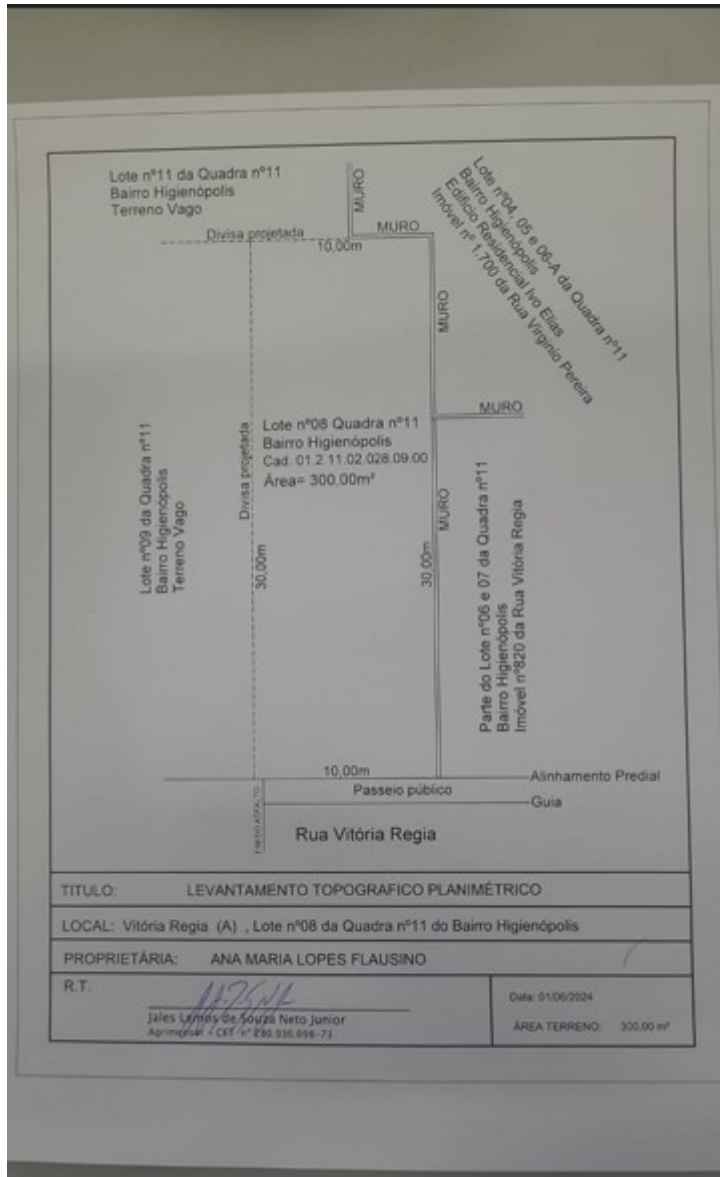 Lote nº11 da Quadra nº11
Bairro Higienópolis
Terreno Vago
MURO
MURO
Divisa projetada
10,00m
Lote nº04, 05 e 06-A da Quadra nº11
Bairro Higienópolis
Edificio Residencial Ivo Elias
Imóvel nº 1.700 da Rua Virginio Pereira
MURO
MURO
Lote nº08 Quadra nº11
Bairro Higienópolis
Cad. 01.2.11.02.028.09.00
Área= 300,00m²
Divisa projetada
30,00m
Lote nº09 da Quadra nº11
Bairro Higienópolis
Terreno Vago
MURO
30,00m
Parte do Lote nº06 e 07 da Quadra nº11
Bairro Higienópolis
Imóvel nº820 da Rua Vitória Regia
10,00m
Alinhamento Predial
Passeio público
Guia
FIM DO ASFALTO
Rua Vitória Regia
TITULO: LEVANTAMENTO TOPOGRAFICO PLANIMÉTRICO
LOCAL: Vitória Regia (A) , Lote nº08 da Quadra nº11 do Bairro Higienópolis
PROPRIETÁRIA: ANA MARIA LOPES FLAUSINO
R.T.
Jales Lemos de Souza Neto Junior
Agrimensor
Data: 01/06/2024
ÁREA TERRENO: 300,00 m²